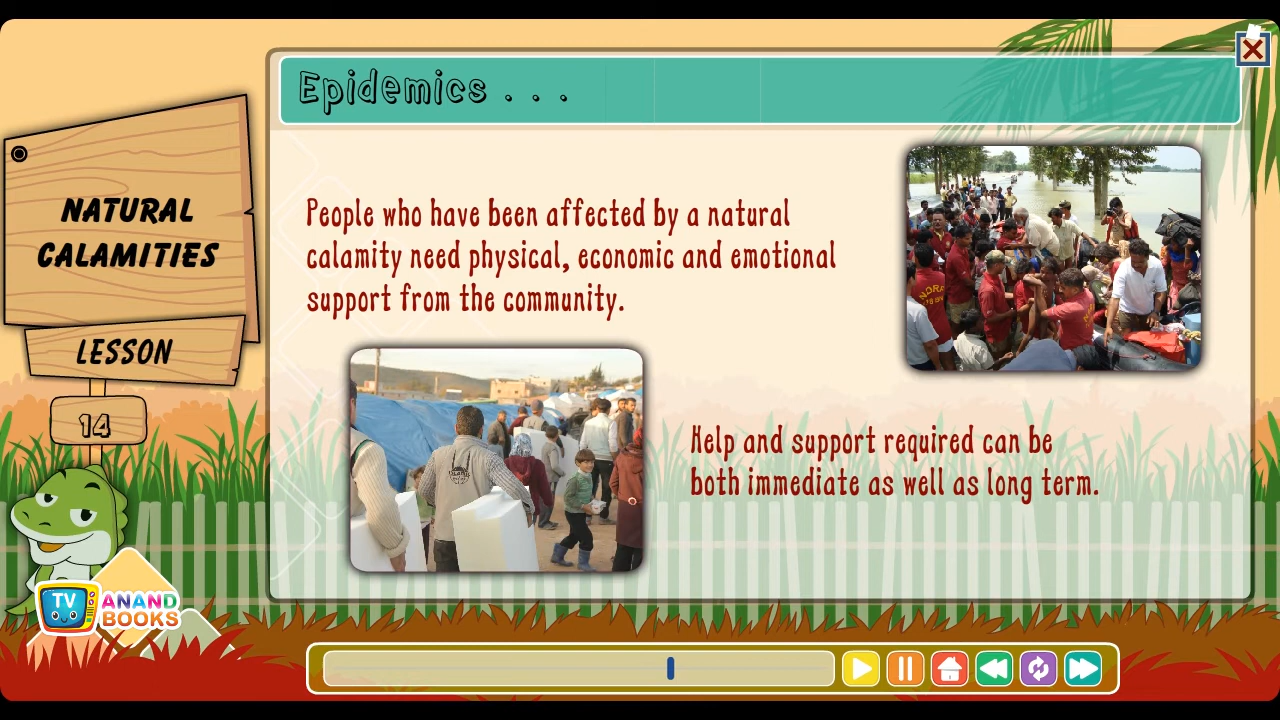 Epidemics . . .
NATURAL
CALAMITIES
LESSON
14
People who have been affected by a natural
calamity need physical, economic and emotional
support from the community.
Help and support required can be
both immediate as well as long term.
TV
ANAND
BOOKS